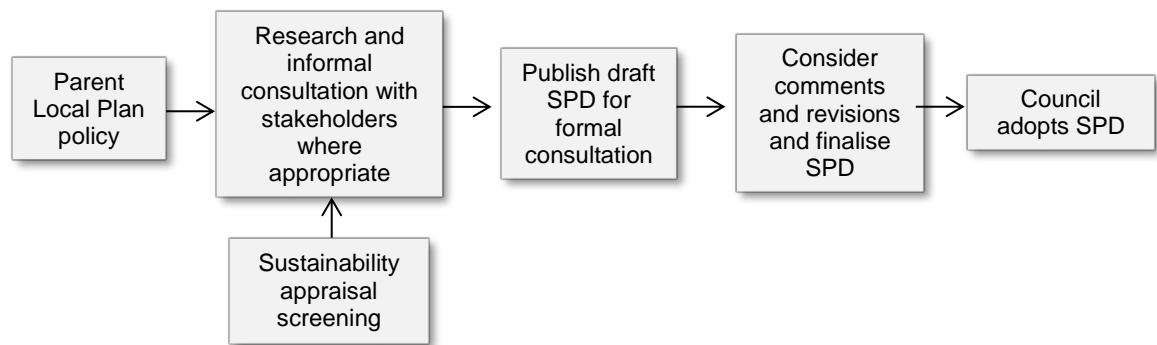 Parent
Local Plan
policy
Research and
informal
consultation with
stakeholders
where
appropriate
Sustainability
appraisal
screening
Publish draft
SPD for
formal
consultation
Consider
comments
and revisions
and finalise
SPD
Council
adopts SPD